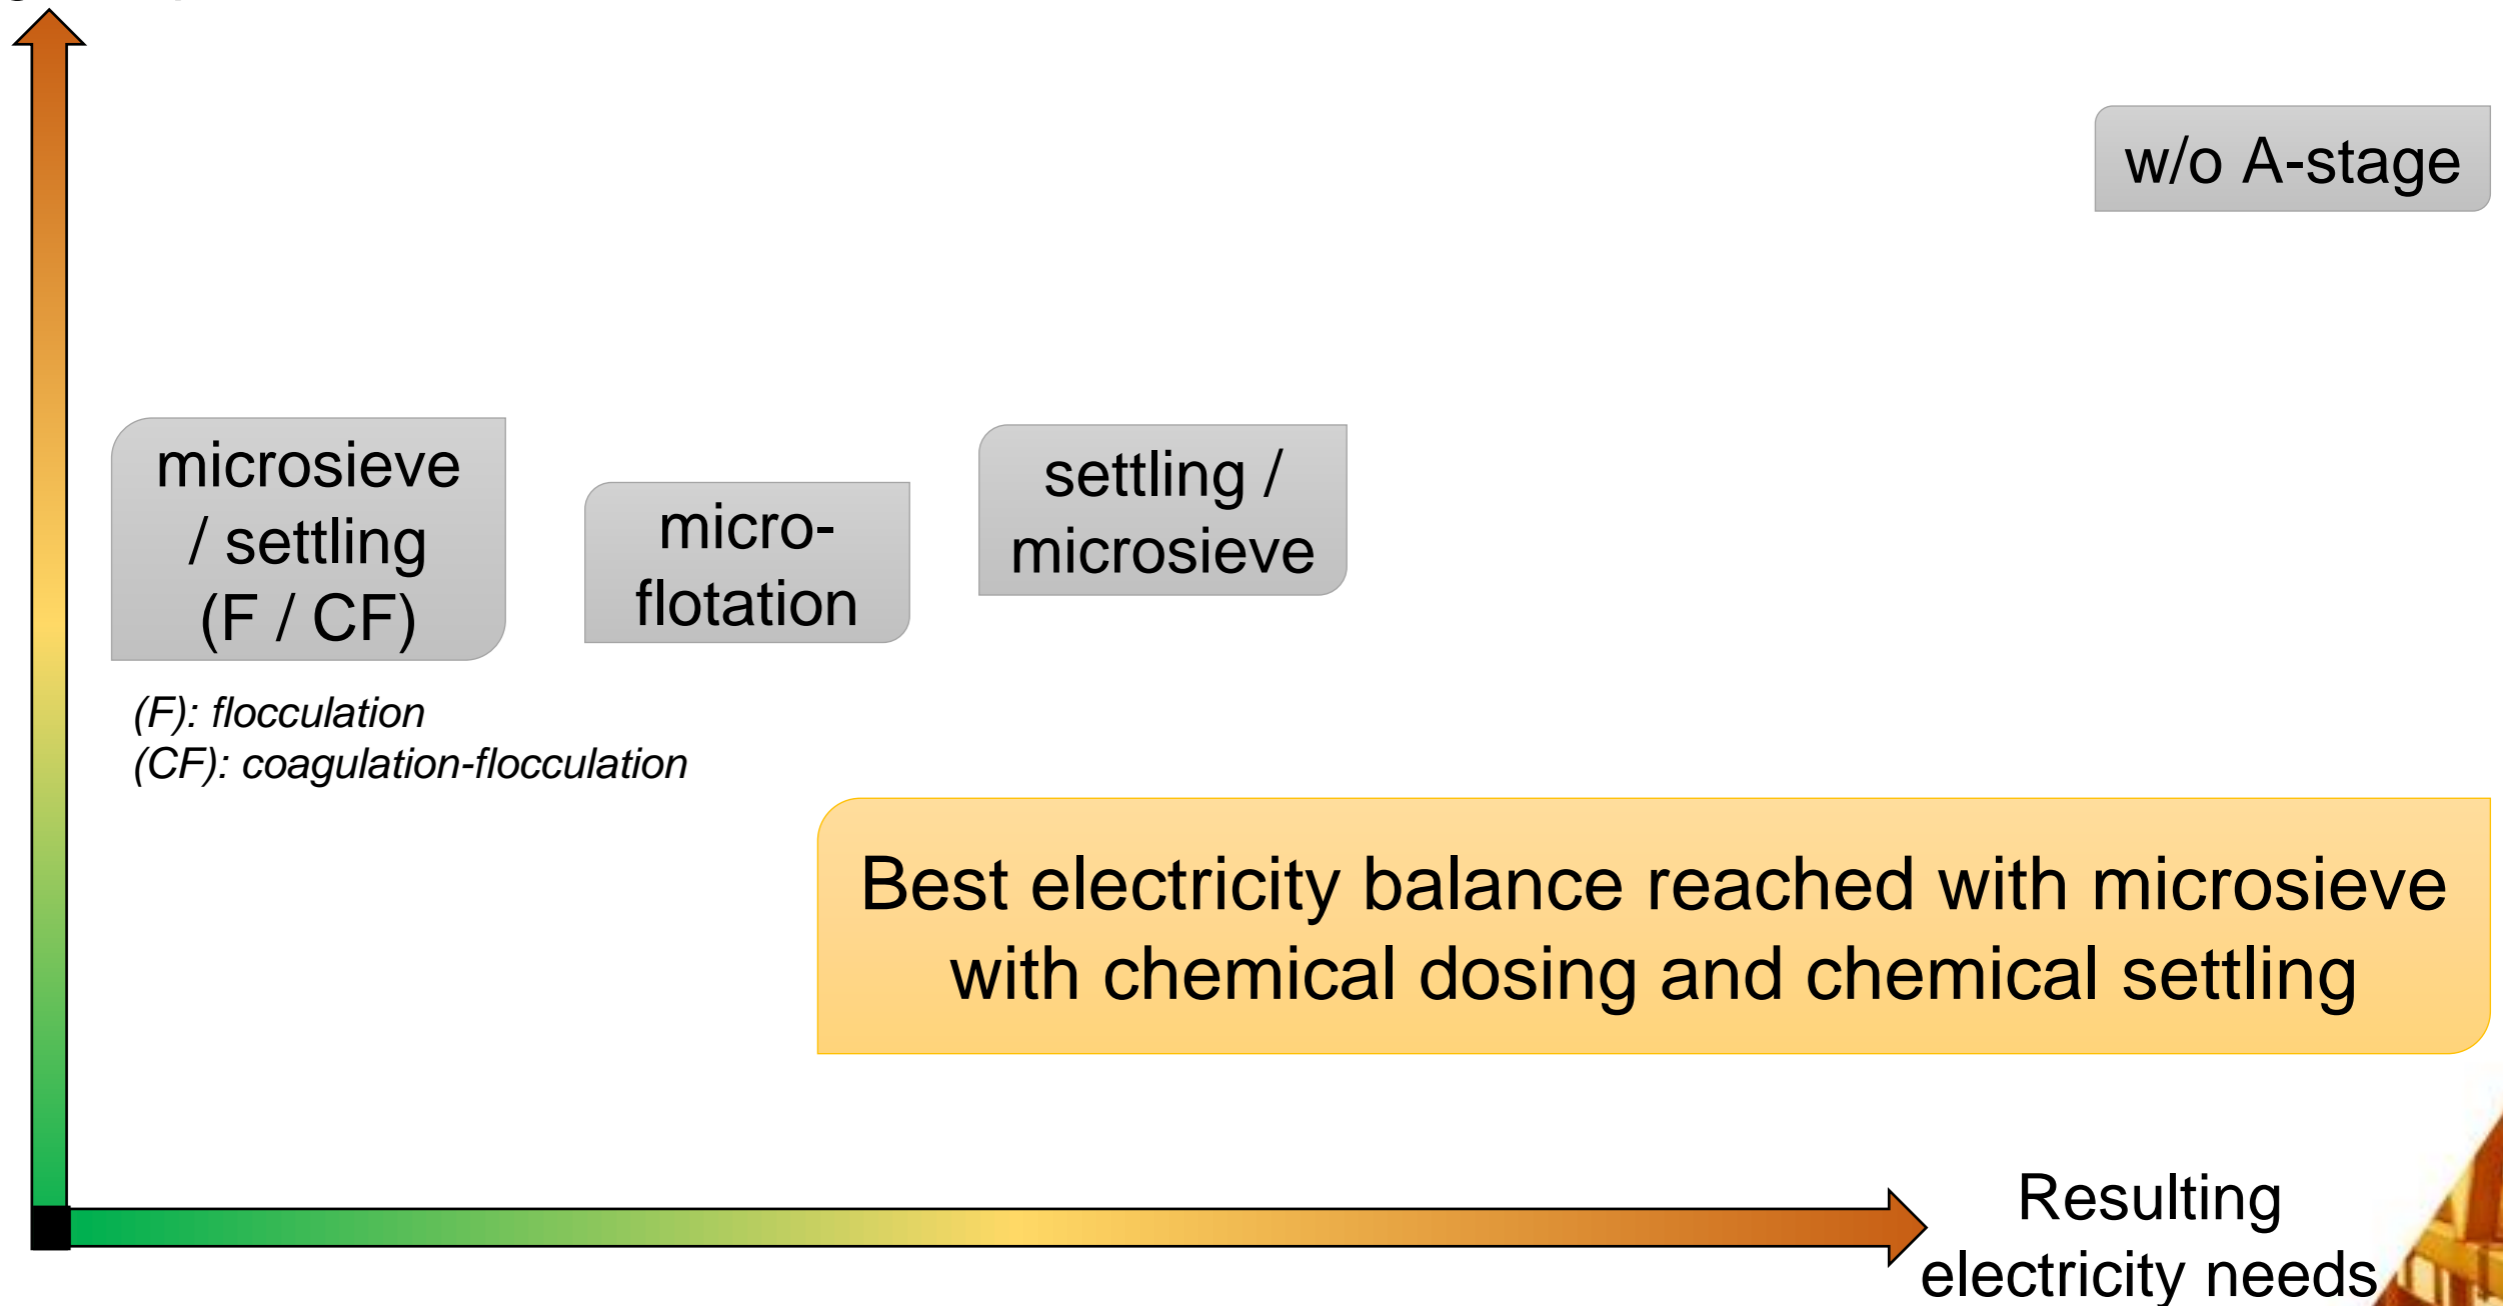 w/o A-stage
microsieve
/ settling
(F / CF)
micro-
flotation
settling /
microsieve
(F): flocculation
(CF): coagulation-flocculation
Best electricity balance reached with microsieve
with chemical dosing and chemical settling
Resulting
electricity needs